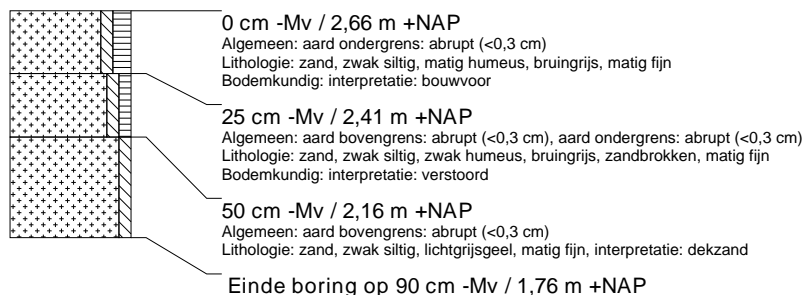 0 cm -Mv / 2,66 m +NAP
Algemeen: aard ondergrens: abrupt (<0,3 cm)
Lithologie: zand, zwak siltig, matig humeus, bruingrijs, matig fijn
Bodemkundig: interpretatie: bouwvoor
25 cm -Mv / 2,41 m +NAP
Algemeen: aard bovengrens: abrupt (<0,3 cm), aard ondergrens: abrupt (<0,3 cm)
Lithologie: zand, zwak siltig, zwak humeus, bruingrijs, zandbrokken, matig fijn
Bodemkundig: interpretatie: verstoord
50 cm -Mv / 2,16 m +NAP
Algemeen: aard bovengrens: abrupt (<0,3 cm)
Lithologie: zand, zwak siltig, lichtgrijsgeel, matig fijn, interpretatie: dekzand
Einde boring op 90 cm -Mv / 1,76 m +NAP